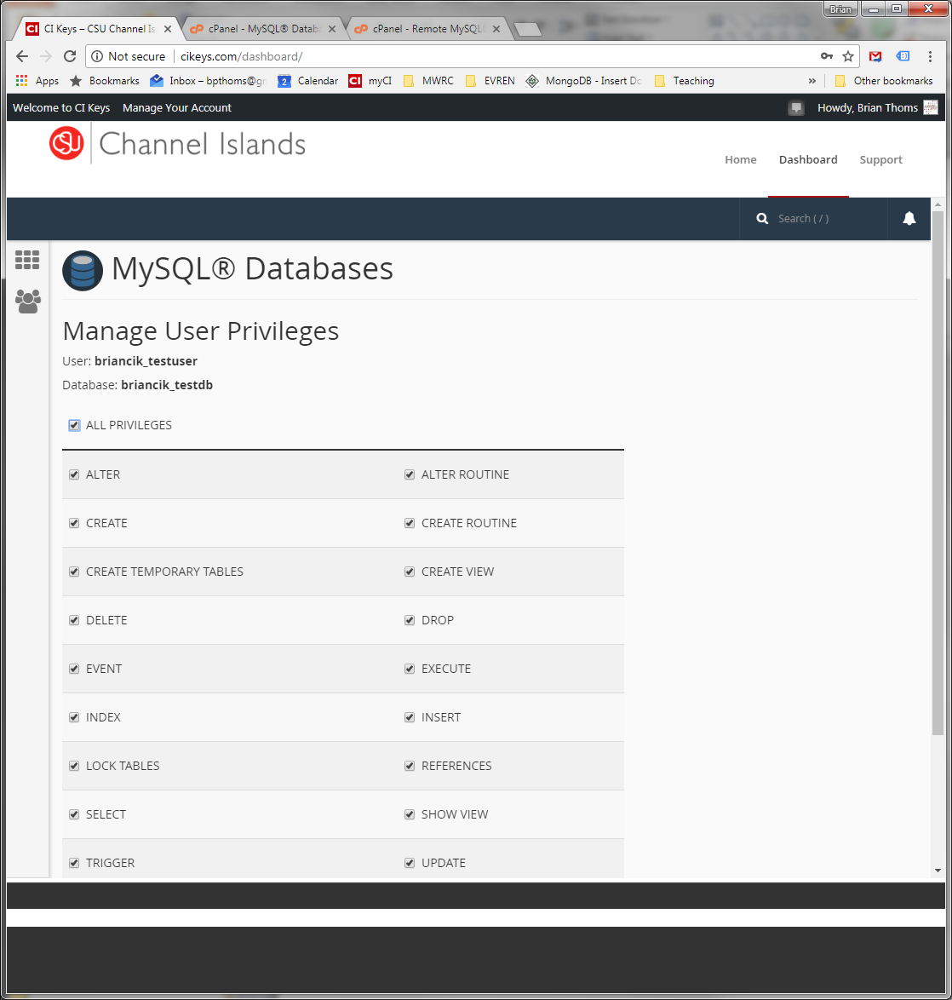 Brian
CI Keys – CSU Channel Is
cPanel - MySQL® Datab
cPanel - Remote MySQL®
Not secure cikeys.com/dashboard/
Apps Bookmarks Inbox – bpthoms@gm 2 Calendar CI myCI MWRC EVREN MongoDB - Insert Do Teaching » Other bookmarks
Welcome to CI Keys Manage Your Account Howdy, Brian Thoms
CSU Channel Islands
Home Dashboard Support
Search ( / )
MySQL® Databases
Manage User Privileges
User: briancik_testuser
Database: briancik_testdb
ALL PRIVILEGES
ALTER ALTER ROUTINE
CREATE CREATE ROUTINE
CREATE TEMPORARY TABLES CREATE VIEW
DELETE DROP
EVENT EXECUTE
INDEX INSERT
LOCK TABLES REFERENCES
SELECT SHOW VIEW
TRIGGER UPDATE